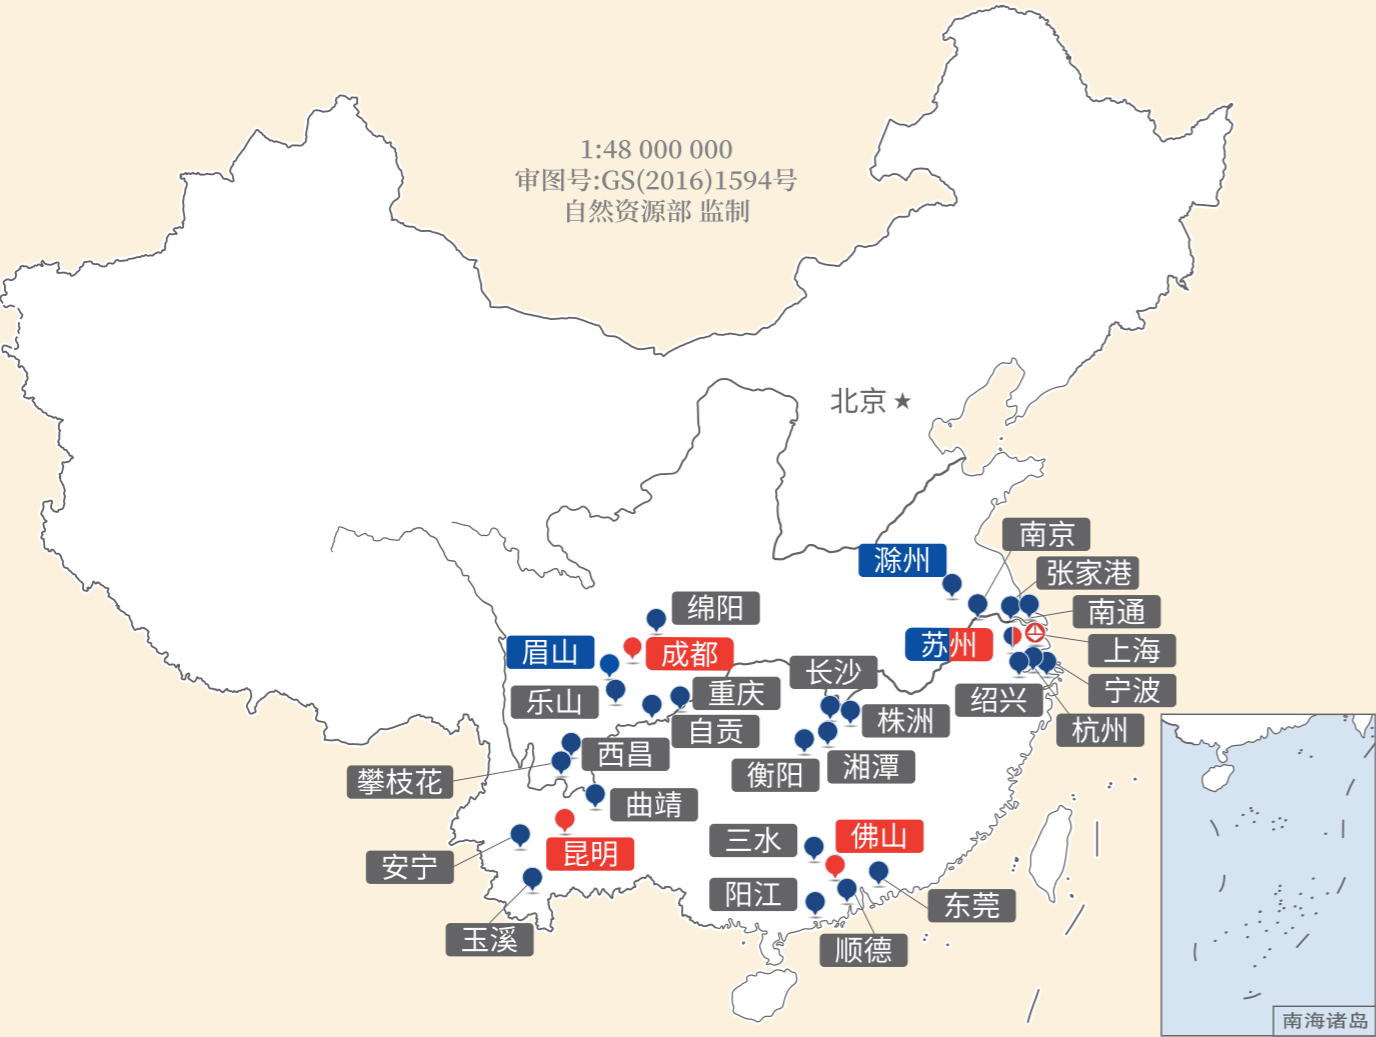 1:48 000 000
审图号:GS(2016)1594号
自然资源部 监制
北京
南京
滁州
张家港
绵阳
南通
苏州
眉山
成都
上海
长沙
重庆
宁波
乐山
绍兴
株洲
自贡
杭州
西昌
湘潭
衡阳
攀枝花
曲靖
三水
佛山
昆明
安宁
阳江
东莞
玉溪
顺德
南海诸岛